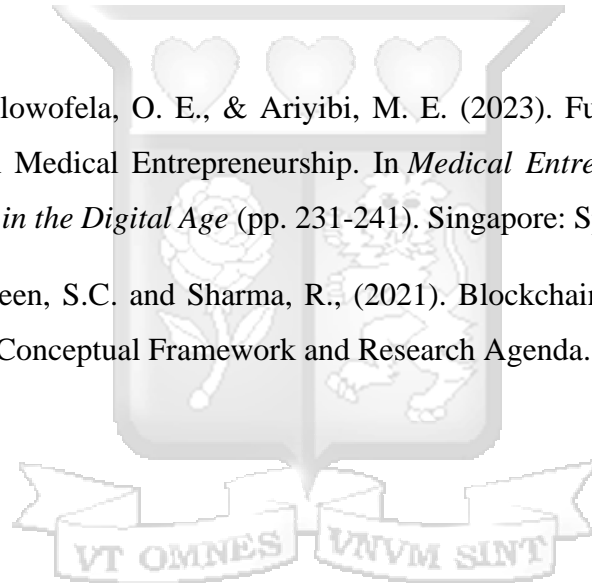 lowofela, O. E., & Ariyibi, M. E. (2023). Fu
Medical Entrepreneurship. In Medical Entre
in the Digital Age (pp. 231-241). Singapore: S
een, S.C. and Sharma, R., (2021). Blockchain
Conceptual Framework and Research Agenda.
VT OMNES VNVM SINT